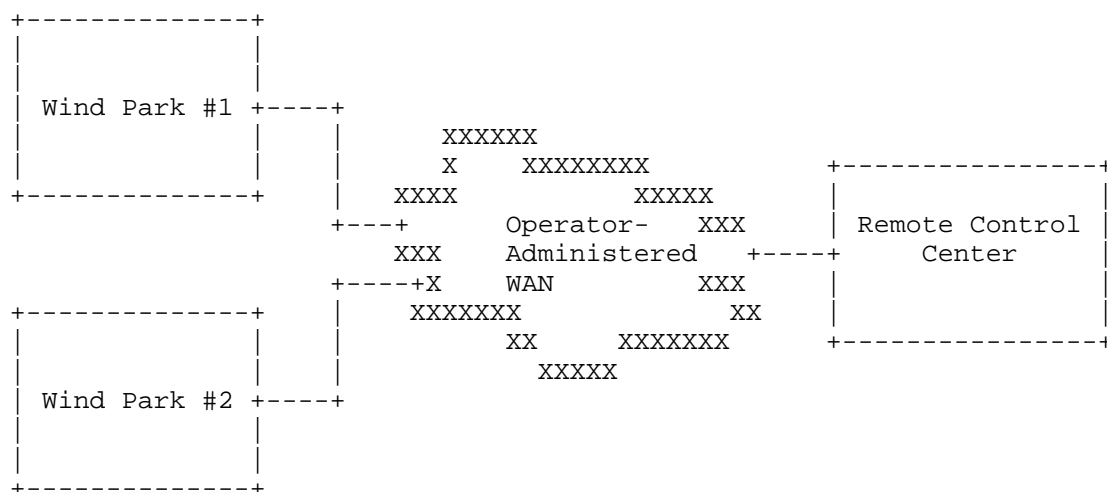 Wind Park #1
Operator-
Administered
WAN
Remote Control
Center
Wind Park #2